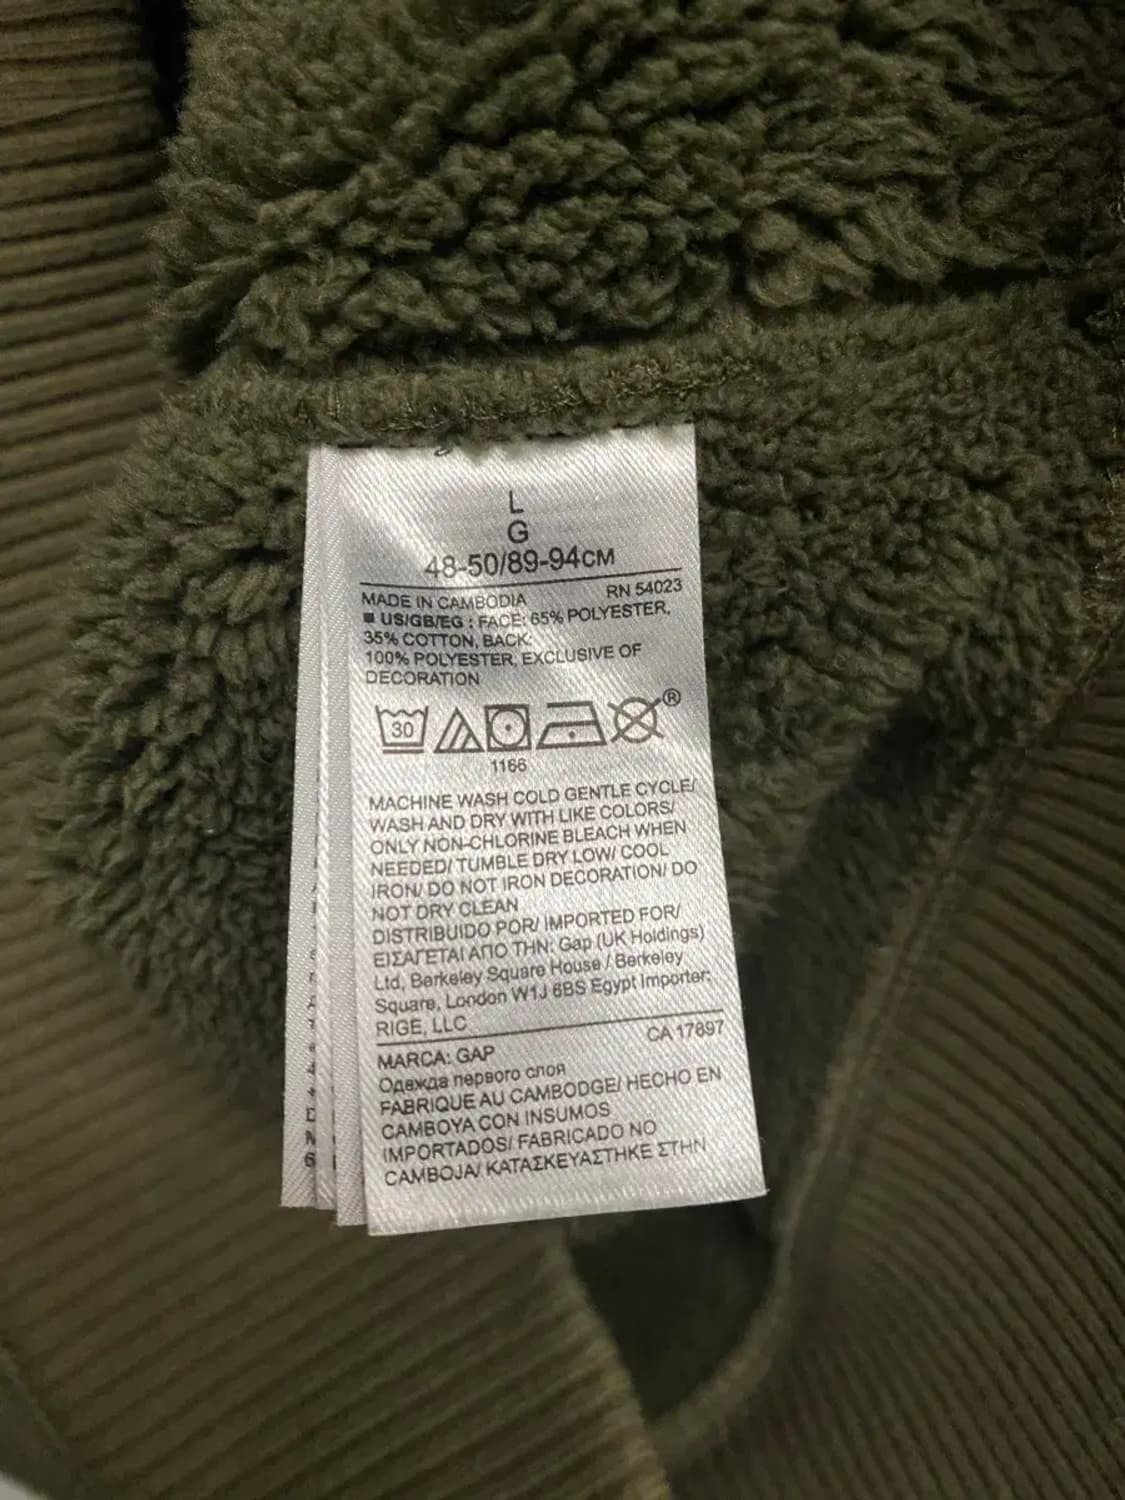 L
G
48-50/89-94CM
MADE IN CAMBODIA RN 54023
■ US/GB/EG : FACE: 65% POLYESTER,
35% COTTON, BACK:
100% POLYESTER, EXCLUSIVE OF
DECORATION
30 ®
1166
MACHINE WASH COLD GENTLE CYCLE/
WASH AND DRY WITH LIKE COLORS/
ONLY NON-CHLORINE BLEACH WHEN
NEEDED/ TUMBLE DRY LOW/ COOL
IRON/ DO NOT IRON DECORATION/ DO
NOT DRY CLEAN
DISTRIBUIDO POR/ IMPORTED FOR/
ΕΙΣΑΓΕΤΑΙ ΑΠΟ ΤΗΝ: Gap (UK Holdings)
Ltd, Berkeley Square House / Berkeley
Square, London W1J 6BS Egypt Importer:
RIGE, LLC
CA 17897
MARCA: GAP
Одежда первого слоя
FABRIQUE AU CAMBODGE/ HECHO EN
CAMBOYA CON INSUMOS
IMPORTADOS/ FABRICADO NO
CAMBOJA/ ΚΑΤΑΣΚΕΥΑΣΤΗΚΕ ΣΤΗΝ